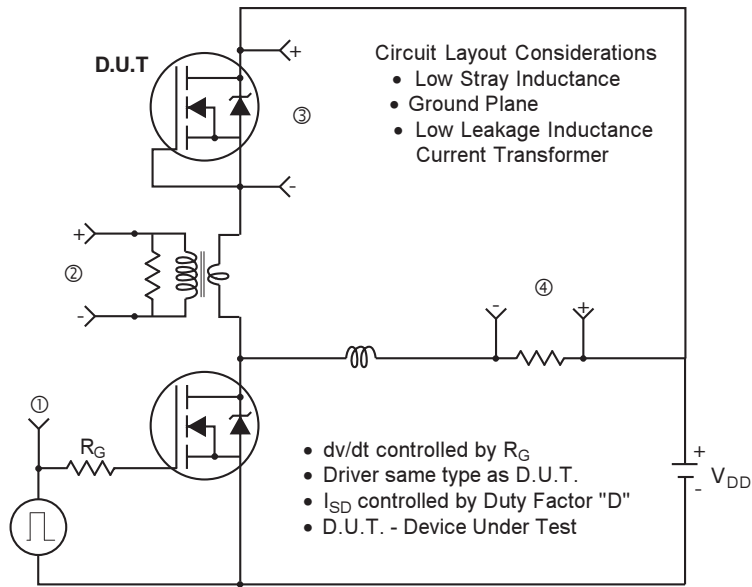 D.U.T
+
③
-
Circuit Layout Considerations
• Low Stray Inductance
• Ground Plane
• Low Leakage Inductance
Current Transformer
+
②
-
-
④
+
①
R_G
• dv/dt controlled by R_G
• Driver same type as D.U.T.
• I_SD controlled by Duty Factor "D"
• D.U.T. - Device Under Test
+
V_DD
-